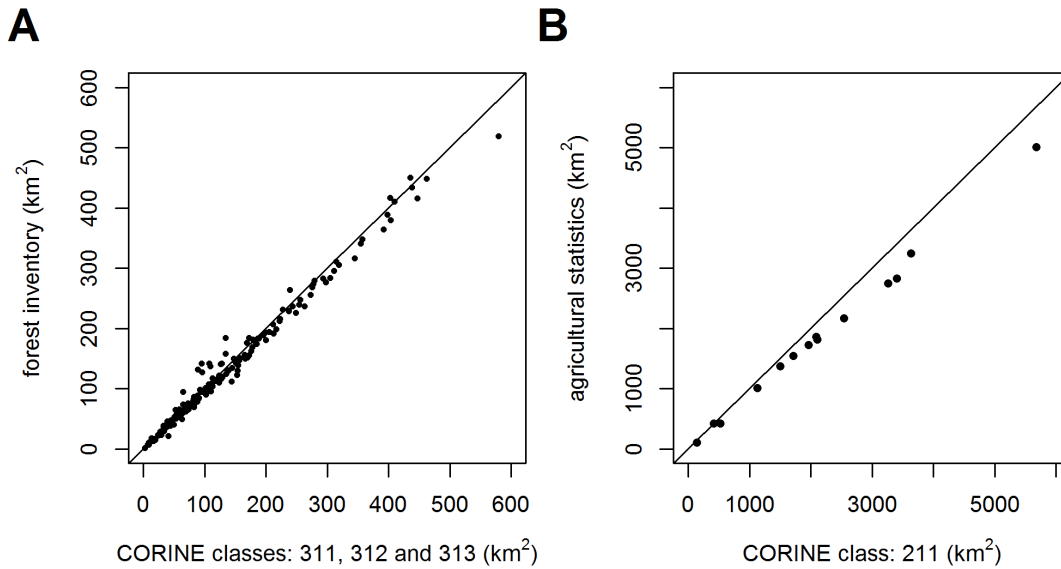 A
forest inventory (km²)
600
500
400
300
200
100
0
0 100 200 300 400 500 600
CORINE classes: 311, 312 and 313 (km²)
B
agricultural statistics (km²)
5000
3000
1000
0
0 1000 3000 5000
CORINE class: 211 (km²)